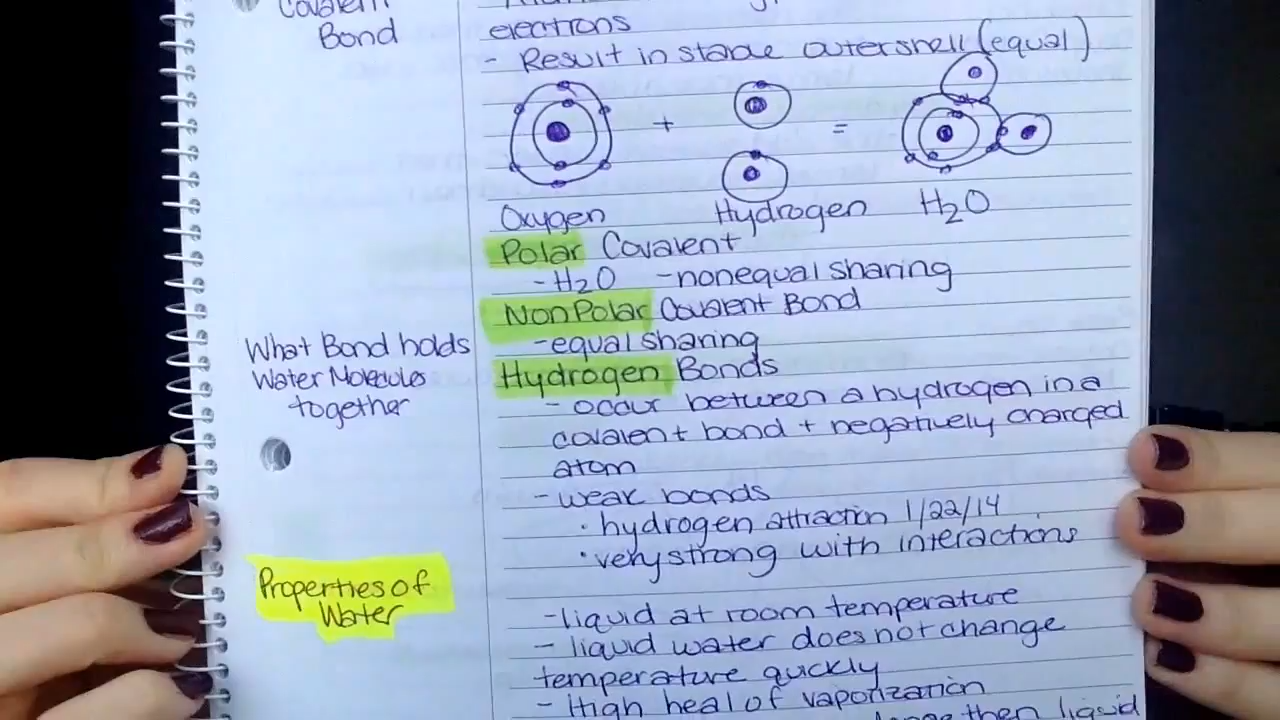 Covalent
Bond
electrons
- Result in stable outershell (equal)
+
=
Oxygen
Hydrogen
H2O
Polar Covalent
- H2O - nonequal sharing
NonPolar Covalent Bond
- equal sharing
What Bond holds
Water Molecules
together
Hydrogen Bonds
- occur between a hydrogen in a
covalent bond + negatively charged
atom
- weak bonds
· hydrogen attraction 1/22/14
· very strong with interactions
Properties of
Water
- liquid at room temperature
- liquid water does not change
temperature quickly
- High heal of vaporization
then liquid